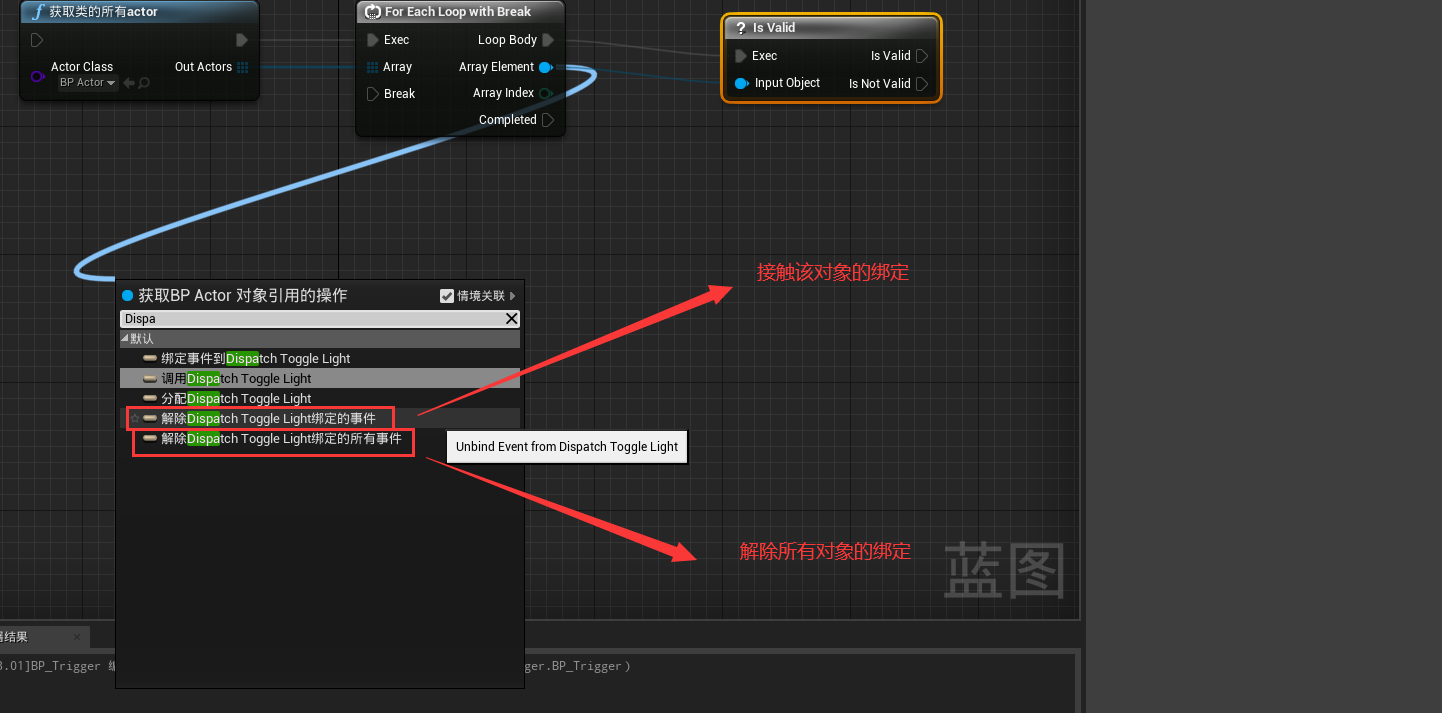 获取类的所有actor
Actor Class
BP Actor
Out Actors
For Each Loop with Break
Exec
Loop Body
Array
Array Element
Break
Array Index
Completed
? Is Valid
Exec
Is Valid
Input Object
Is Not Valid
接触该对象的绑定
获取BP Actor 对象引用的操作
情境关联
Dispa
默认
绑定事件到Dispatch Toggle Light
调用Dispatch Toggle Light
分配Dispatch Toggle Light
解除Dispatch Toggle Light绑定的事件
解除Dispatch Toggle Light绑定的所有事件
Unbind Event from Dispatch Toggle Light
解除所有对象的绑定
蓝图
结果
.01]BP_Trigger
ger.BP_Trigger)